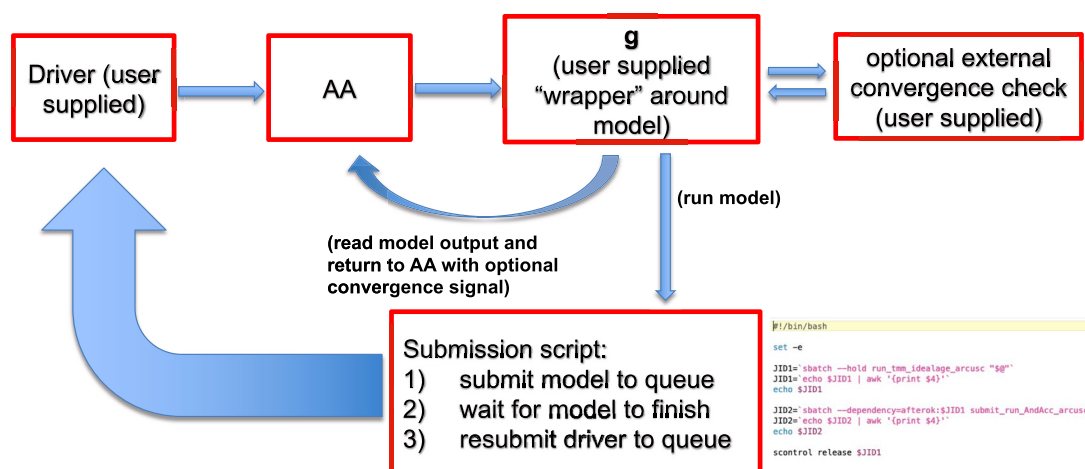 Driver (user
supplied)
AA
g
(user supplied
“wrapper” around
model)
optional external
convergence check
(user supplied)
(run model)
(read model output and
return to AA with optional
convergence signal)
Submission script:
1) submit model to queue
2) wait for model to finish
3) resubmit driver to queue
#!/bin/bash
set -e
JID1=`sbatch --hold run_tmm_idealage_arcusc "$@"`
JID1=`echo $JID1 | awk '{print $4}'`
echo $JID1
JID2=`sbatch --dependency=afterok:$JID1 submit_run_AndAcc_arcusc
JID2=`echo $JID2 | awk '{print $4}'`
echo $JID2
scontrol release $JID1